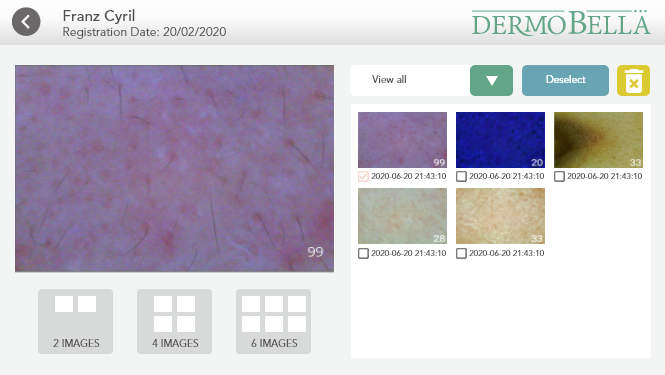 Franz Cyril
Registration Date: 20/02/2020
DERMOBELLA
99
2 IMAGES
4 IMAGES
6 IMAGES
View all
Deselect
99
20
33
2020-06-20 21:43:10
2020-06-20 21:43:10
2020-06-20 21:43:10
28
33
2020-06-20 21:43:10
2020-06-20 21:43:10